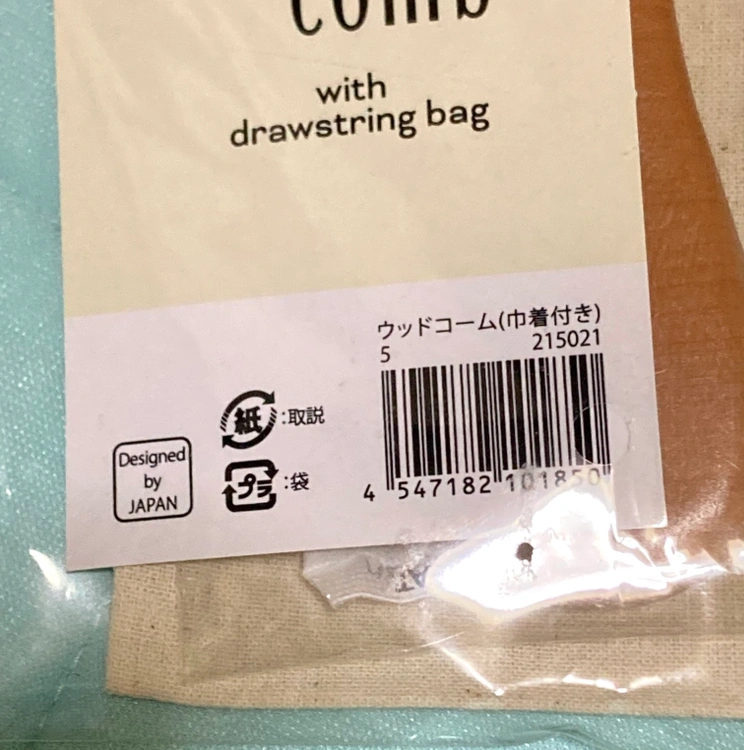 comb
with
drawstring bag
ウッドコーム(巾着付き)
5 215021
紙:取説
Designed
by
JAPAN
プラ:袋
4 547182 101850